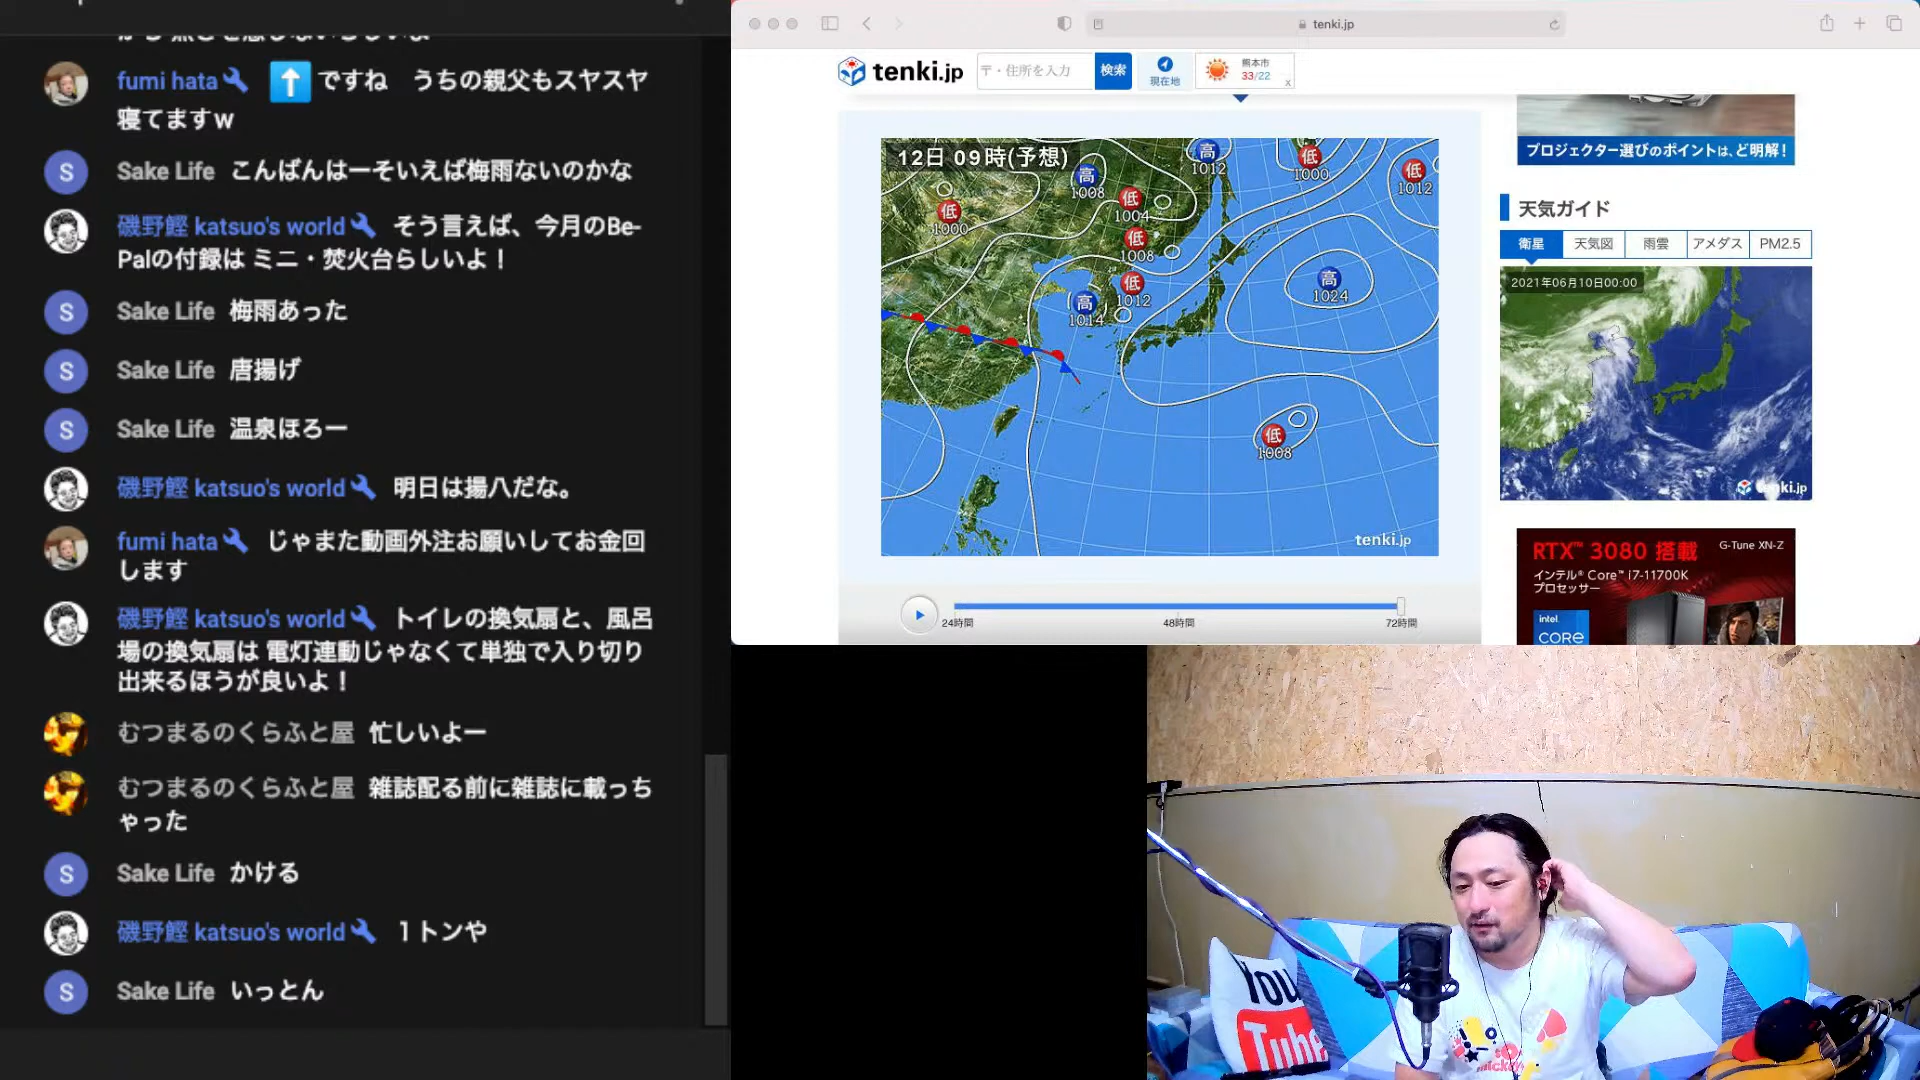 fumi hata ですね うちの親父もスヤスヤ
寝てますw
S Sake Life こんばんはーそいえば梅雨ないのかな
磯野鰹 katsuo's world そう言えば、今月のBe-
Palの付録は ミニ・焚火台らしいよ！
S Sake Life 梅雨あった
S Sake Life 唐揚げ
S Sake Life 温泉ほろー
磯野鰹 katsuo's world 明日は揚八だな。
fumi hata じゃまた動画外注お願いしてお金回
します
磯野鰹 katsuo's world トイレの換気扇と、風呂
場の換気扇は 電灯連動じゃなくて単独で入り切り
出来るほうが良いよ！
むつまるのくらふと屋 忙しいよー
むつまるのくらふと屋 雑誌配る前に雑誌に載っち
ゃった
S Sake Life かける
磯野鰹 katsuo's world 1トンや
S Sake Life いっとん
tenki.jp
tenki.jp 〒・住所を入力 検索 現在地 熊本市
33/22
x
12日 09時(予想)
高 1008
高 1012
低 1000
低 1012
低 1000
低 1004
低 1008
低 1012
高 1014
高 1024
低 1008
tenki.jp
24時間 48時間 72時間
プロジェクター選びのポイントは、ど明解！
天気ガイド
衛星 天気図 雨雲 アメダス PM2.5
2021年06月10日00:00
tenki.jp
RTX™ 3080 搭載 G-Tune XN-Z
インテル® Core™ i7-11700K
プロセッサー
intel.
CORE
You
Tube